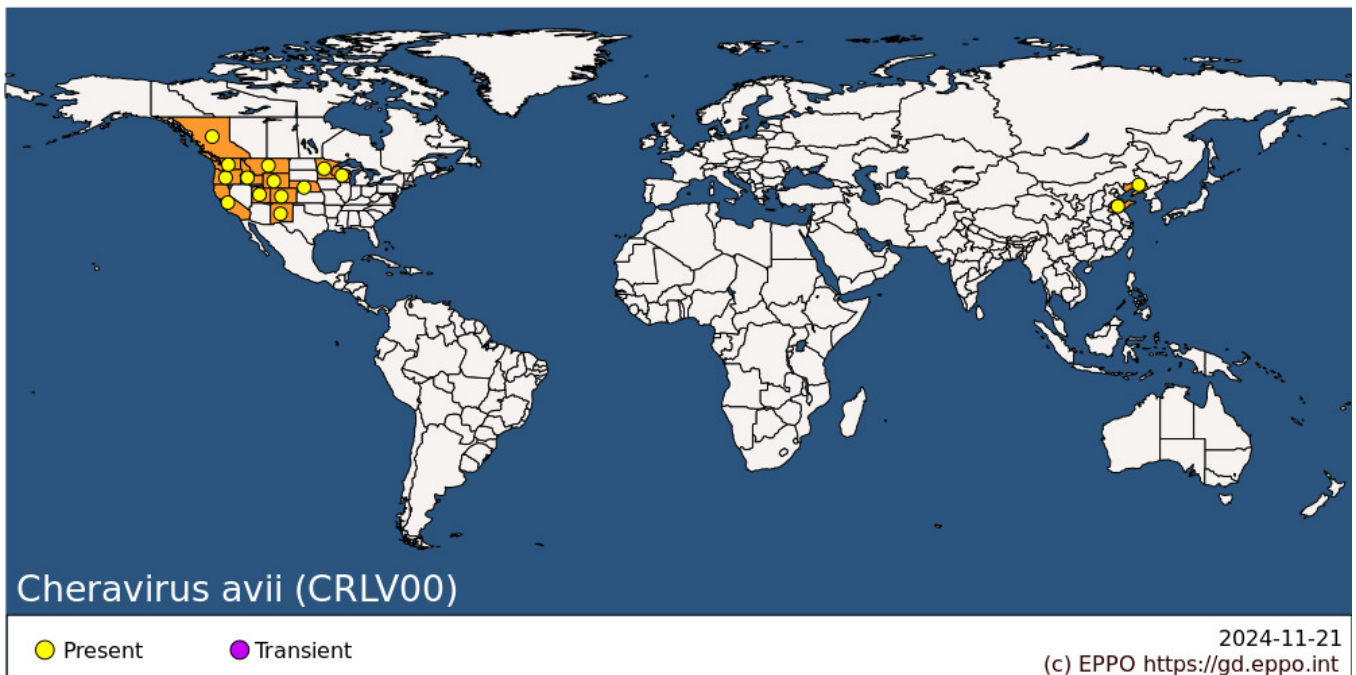 Cheravirus avii (CRLV00)
Present
Transient
2024-11-21
(c) EPPO https://gd.eppo.int